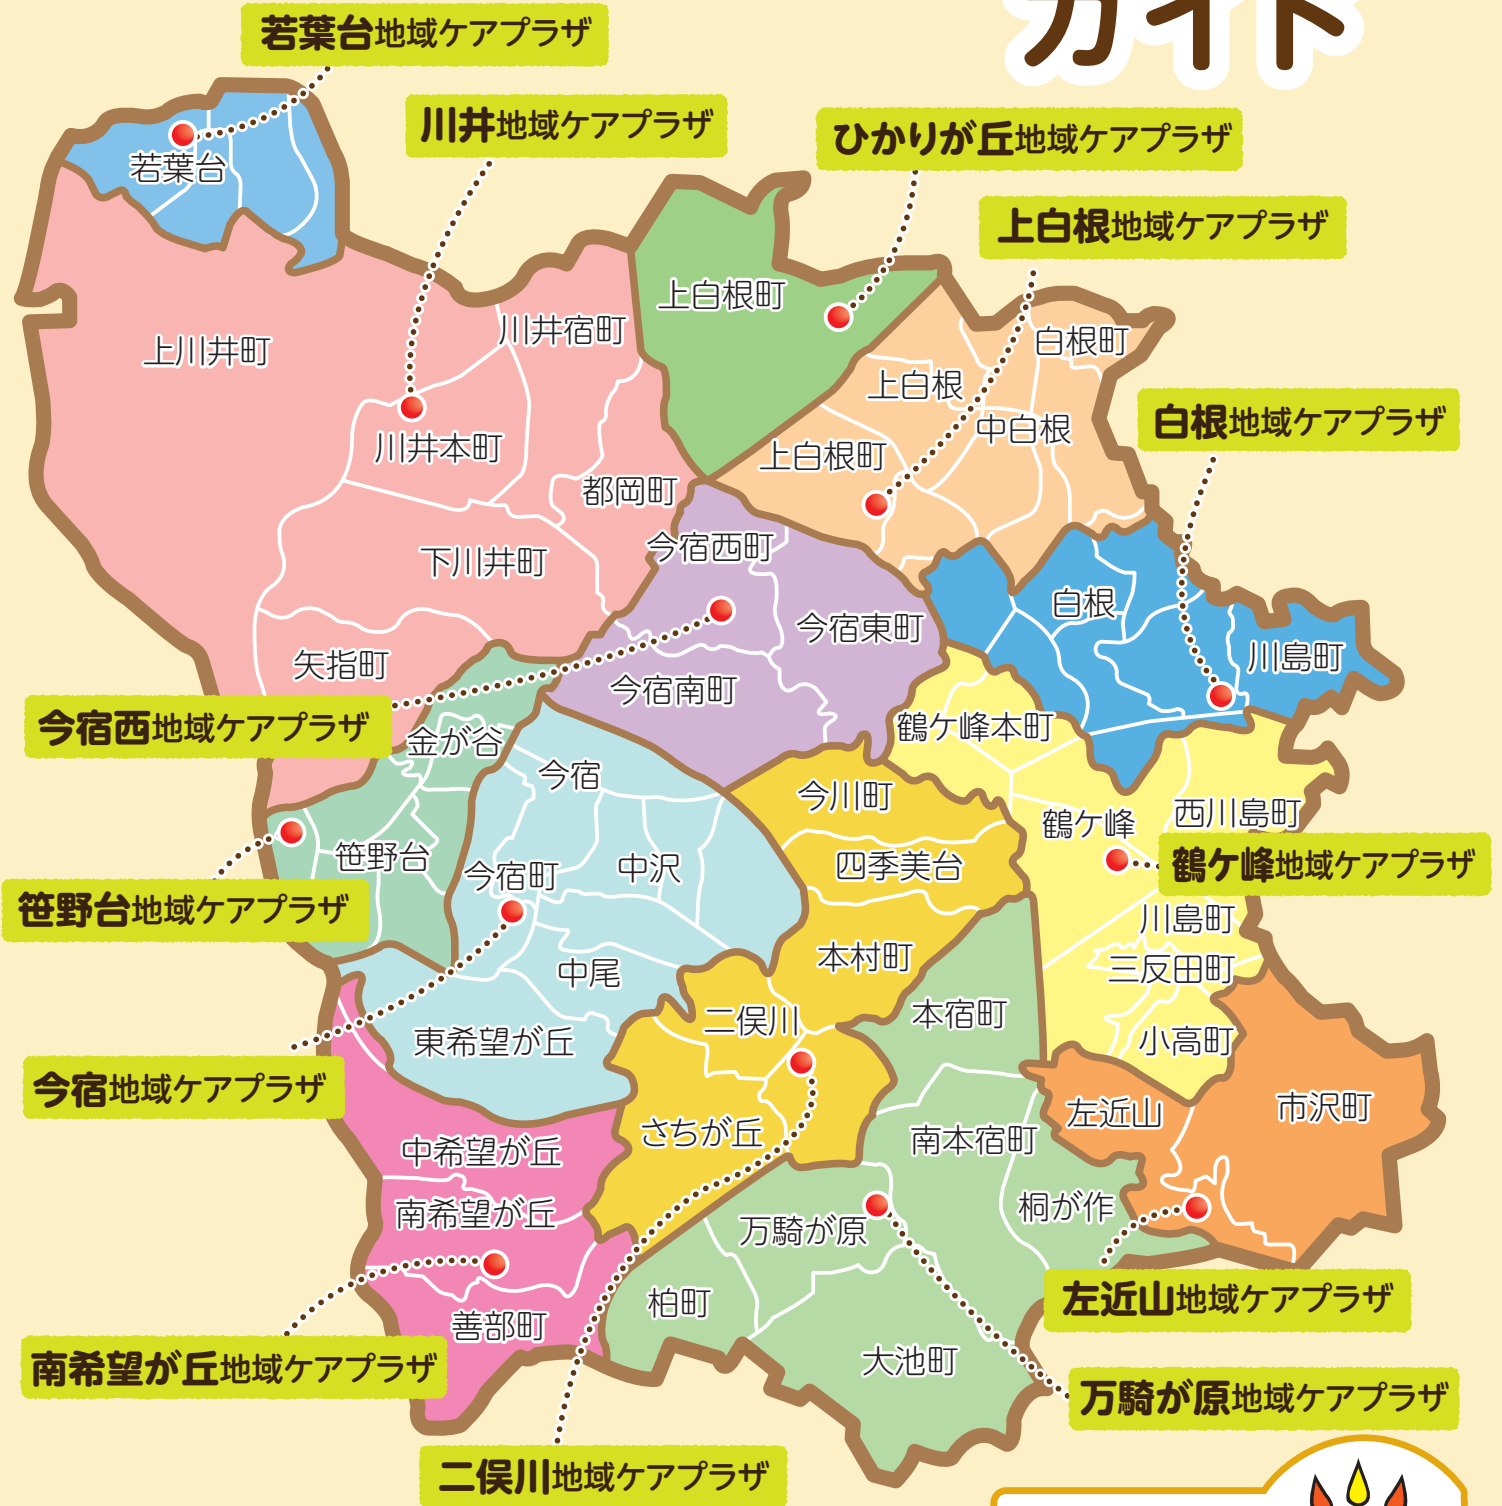 ガイド
若葉台地域ケアプラザ
川井地域ケアプラザ
ひかりが丘地域ケアプラザ
若葉台
上白根地域ケアプラザ
上白根町
川井宿町
白根町
上川井町
上白根
白根地域ケアプラザ
中白根
川井本町
上白根町
都岡町
今宿西町
下川井町
白根
今宿東町
川島町
矢指町
今宿南町
今宿西地域ケアプラザ
鶴ケ峰本町
金が谷
今宿
今川町
西川島町
鶴ケ峰
笹野台
四季美台
鶴ケ峰地域ケアプラザ
中沢
今宿町
笹野台地域ケアプラザ
川島町
本村町
三反田町
中尾
本宿町
二俣川
東希望が丘
小高町
今宿地域ケアプラザ
市沢町
左近山
さちが丘
南本宿町
中希望が丘
桐が作
南希望が丘
万騎が原
柏町
左近山地域ケアプラザ
善部町
大池町
南希望が丘地域ケアプラザ
万騎が原地域ケアプラザ
二俣川地域ケアプラザ